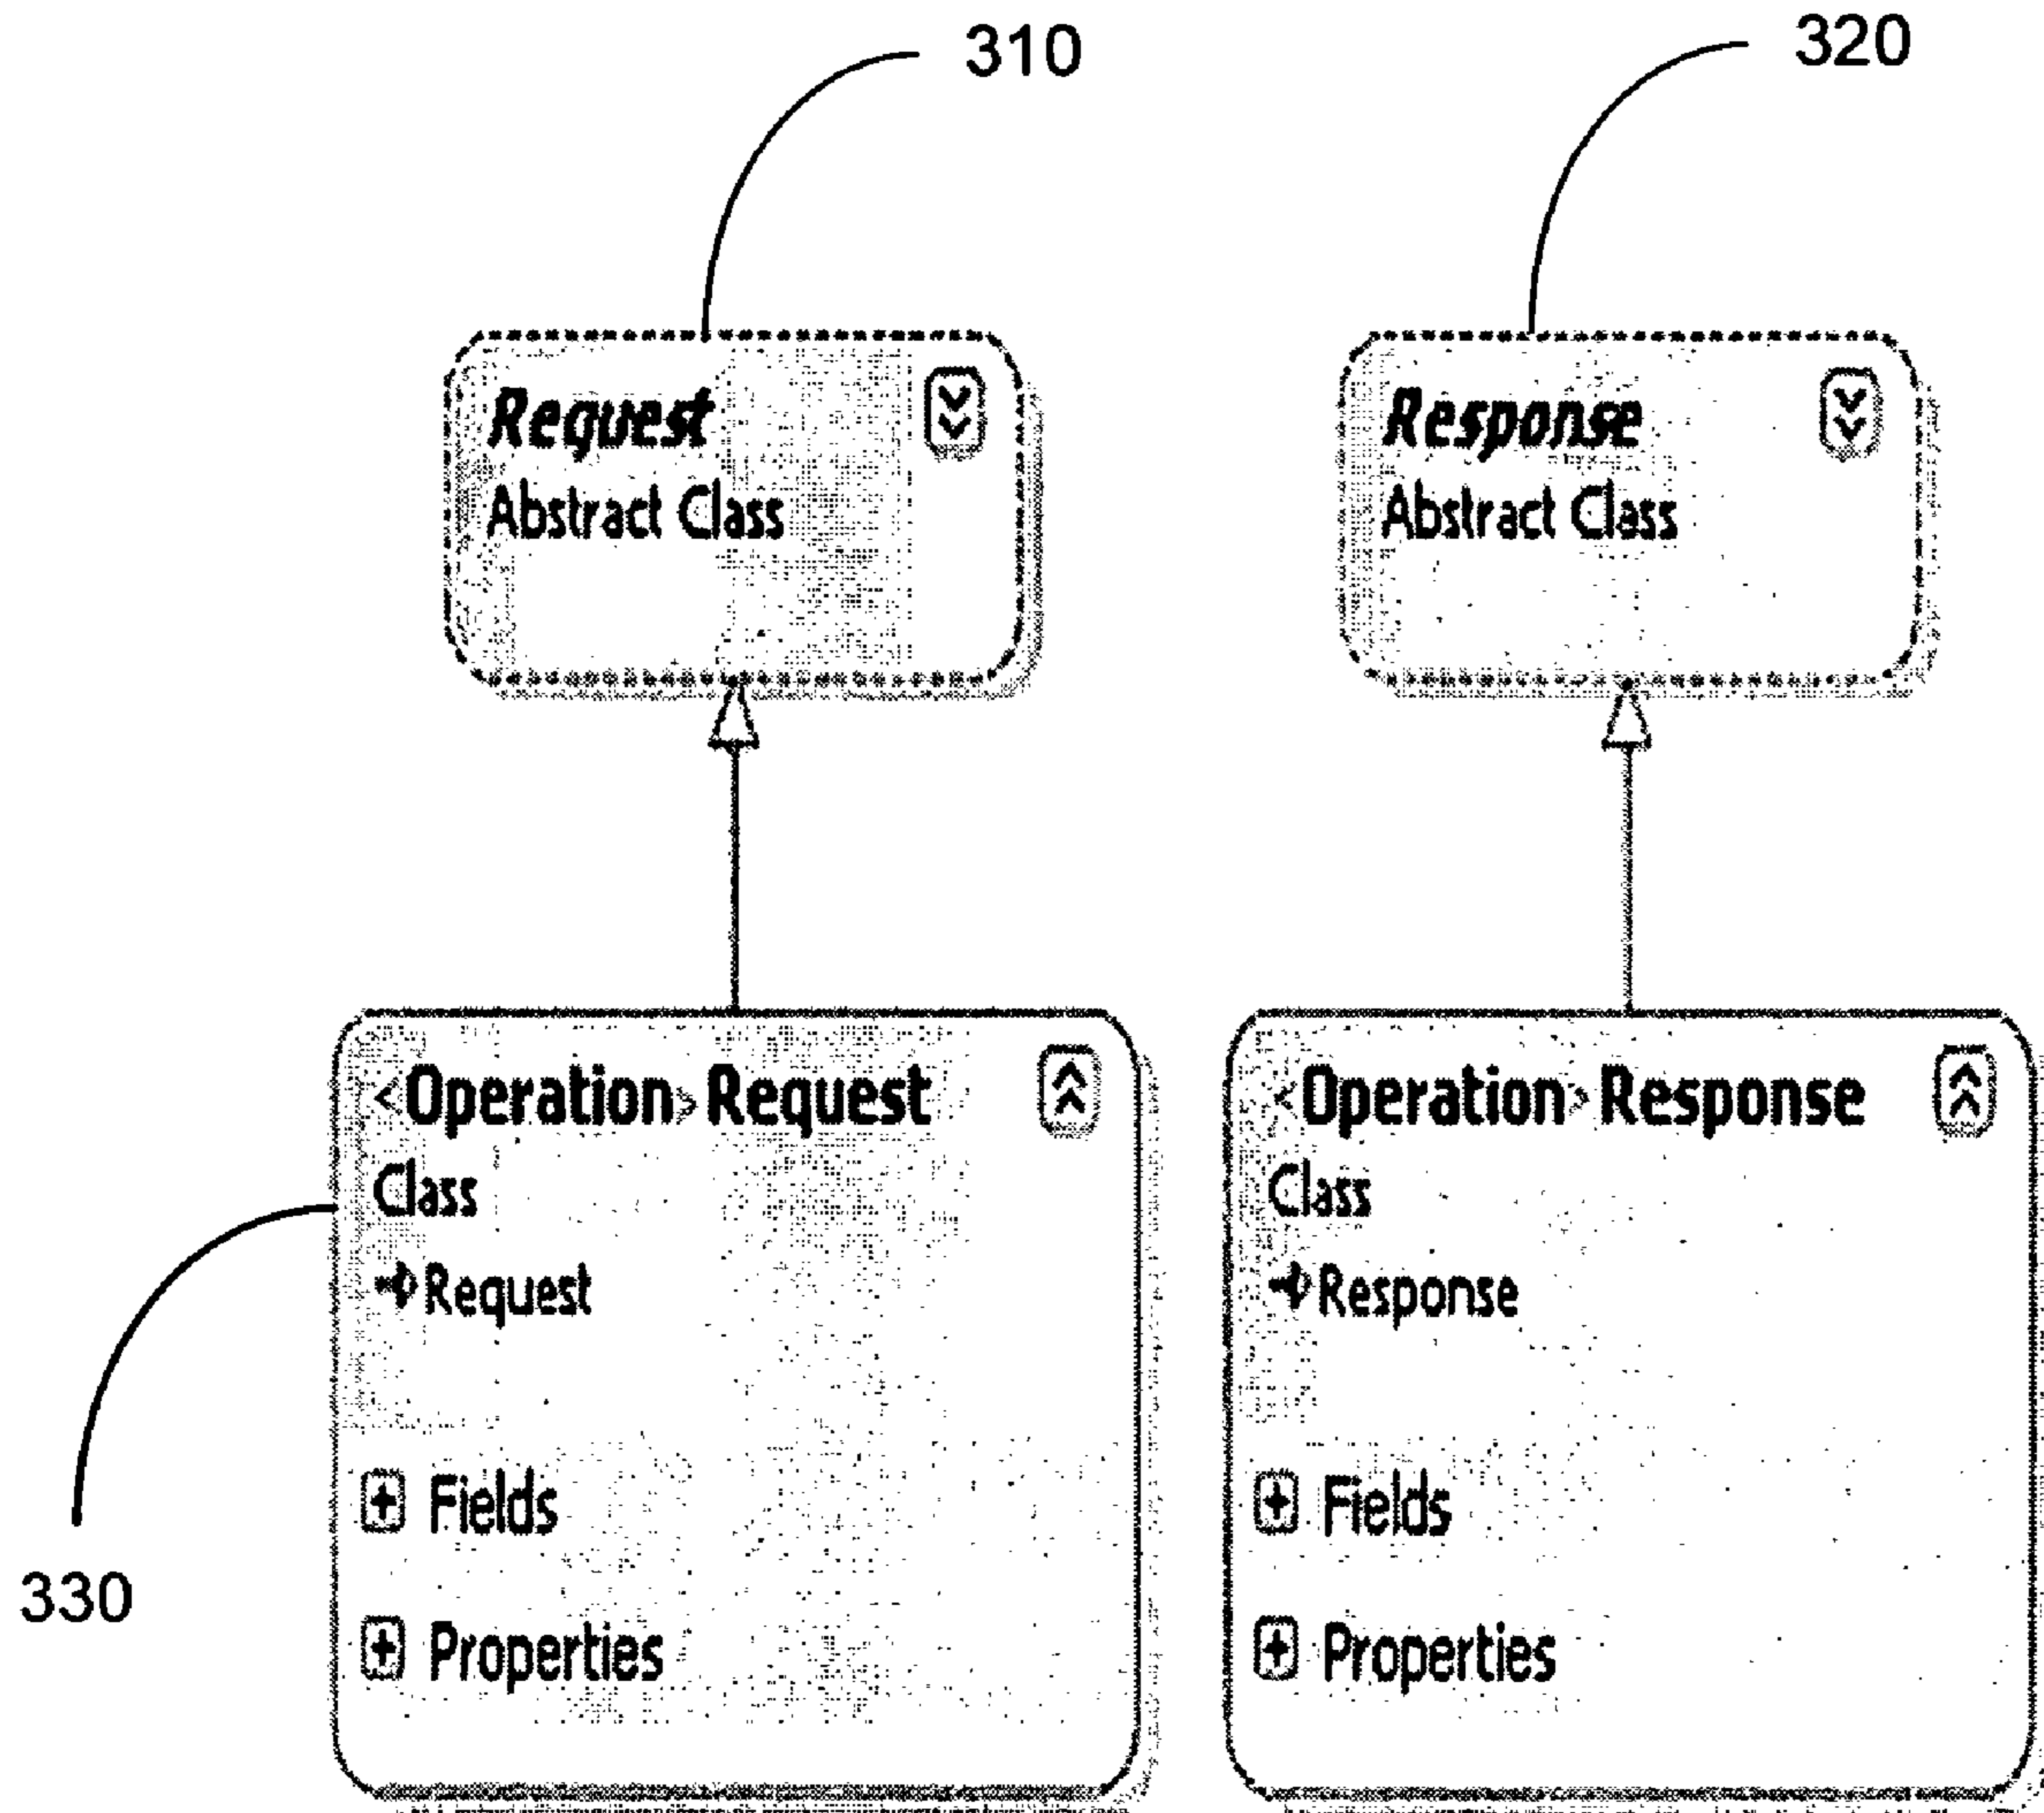 310
320
Request
Abstract Class
Response
Abstract Class
<Operation>Request
Class
Request
Fields
Properties
<Operation>Response
Class
Response
Fields
Properties
330